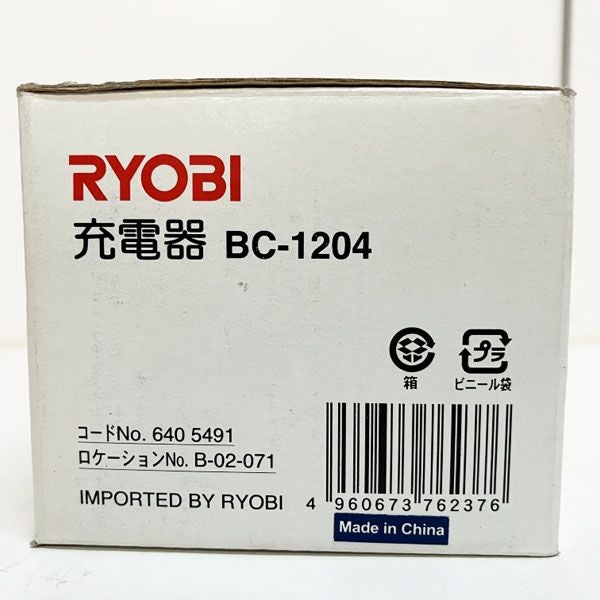 RYOBI
充電器 BC-1204
箱
プラ
ビニール袋
コードNo. 640 5491
ロケーションNo. B-02-071
IMPORTED BY RYOBI
4 960673 762376
Made in China